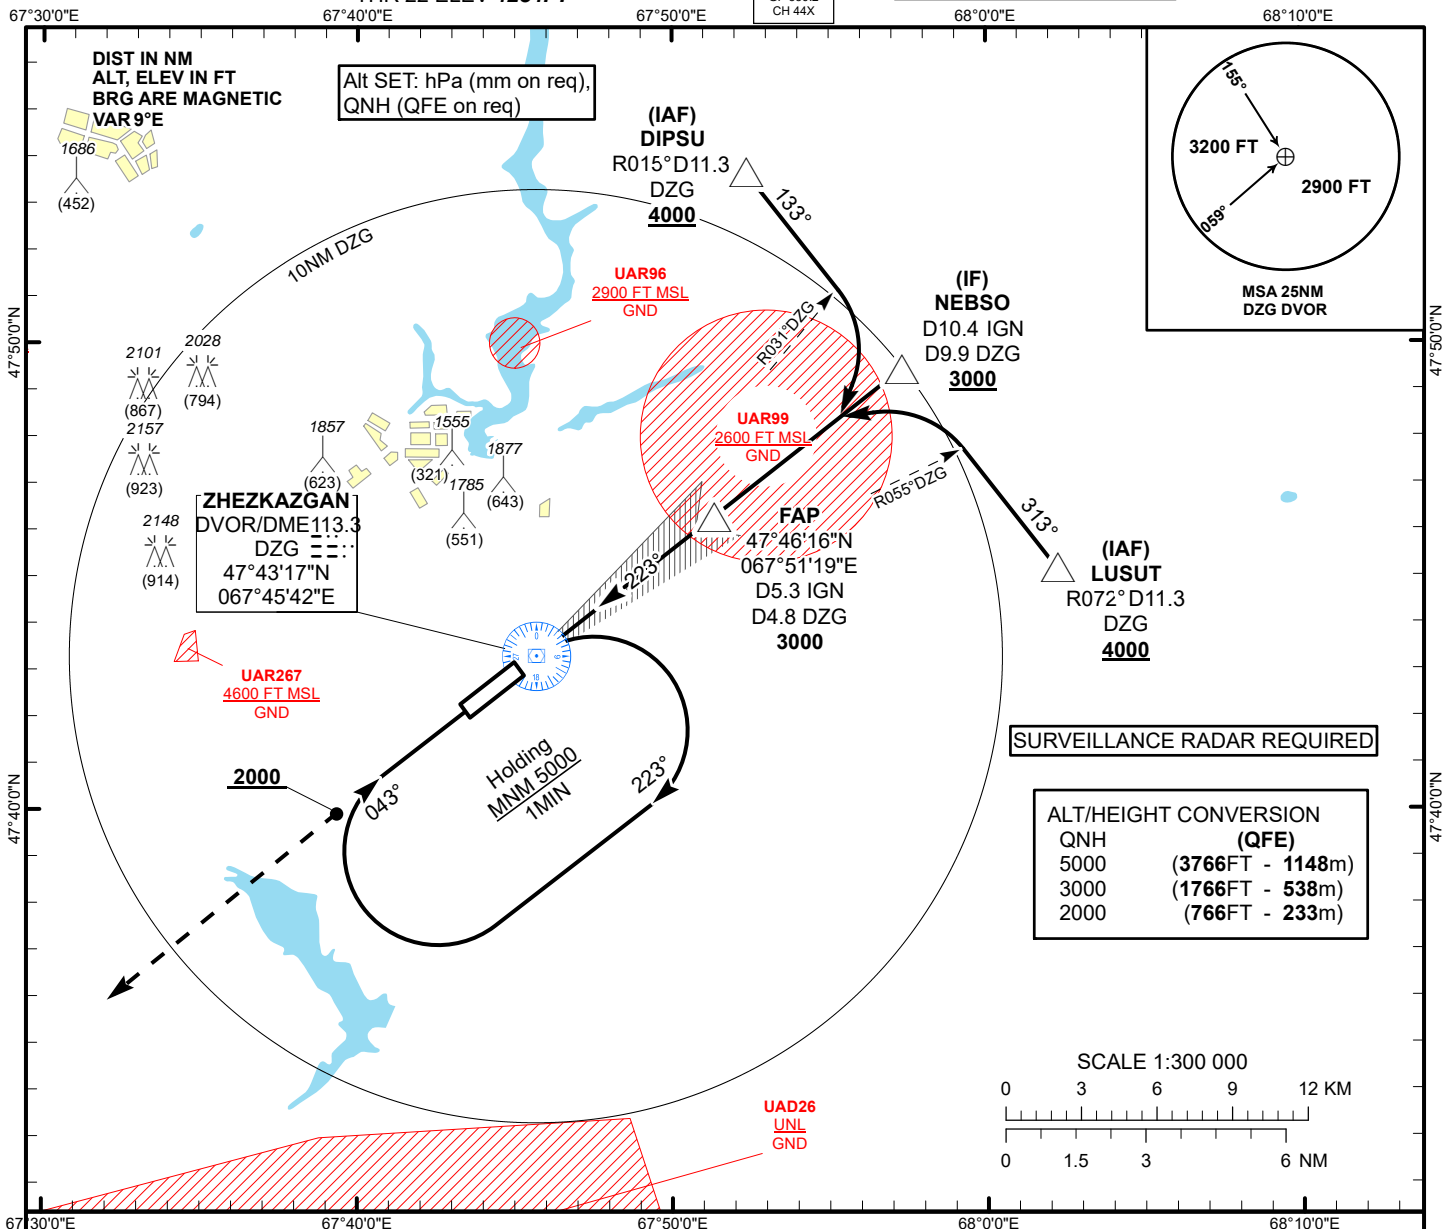 CH 44X
67°30'0"E
67°40'0"E
67°50'0"E
68°0'0"E
68°10'0"E
DIST IN NM
ALT, ELEV IN FT
BRG ARE MAGNETIC
VAR 9°E
Alt SET: hPa (mm on req),
QNH (QFE on req)
1686
(452)
(IAF)
DIPSU
R015° D11.3
DZG
4000
133°
155°
3200 FT
2900 FT
059°
MSA 25NM
DZG DVOR
10NM DZG
UAR96
2900 FT MSL
GND
(IF)
NEBSO
D10.4 IGN
D9.9 DZG
3000
R031°DZG
47°50'0"N
47°50'0"N
2101
(867)
2028
(794)
2157
(923)
1857
(623)
1555
(321)
1877
(643)
1785
(551)
2148
(914)
UAR99
2600 FT MSL
GND
R055°DZG
313°
ZHEZKAZGAN
DVOR/DME113.3
DZG
47°43'17"N
067°45'42"E
FAP
47°46'16"N
067°51'19"E
D5.3 IGN
D4.8 DZG
3000
223°
(IAF)
LUSUT
R072° D11.3
DZG
4000
0
9
18
27
UAR267
4600 FT MSL
GND
SURVEILLANCE RADAR REQUIRED
2000
043°
Holding
MNM 5000
1MIN
223°
47°40'0"N
47°40'0"N
ALT/HEIGHT CONVERSION
QNH (QFE)
5000 (3766FT - 1148m)
3000 (1766FT - 538m)
2000 (766FT - 233m)
SCALE 1:300 000
0 3 6 9 12 KM
0 1.5 3 6 NM
UAD26
UNL
GND
67°30'0"E
67°40'0"E
67°50'0"E
68°0'0"E
68°10'0"E